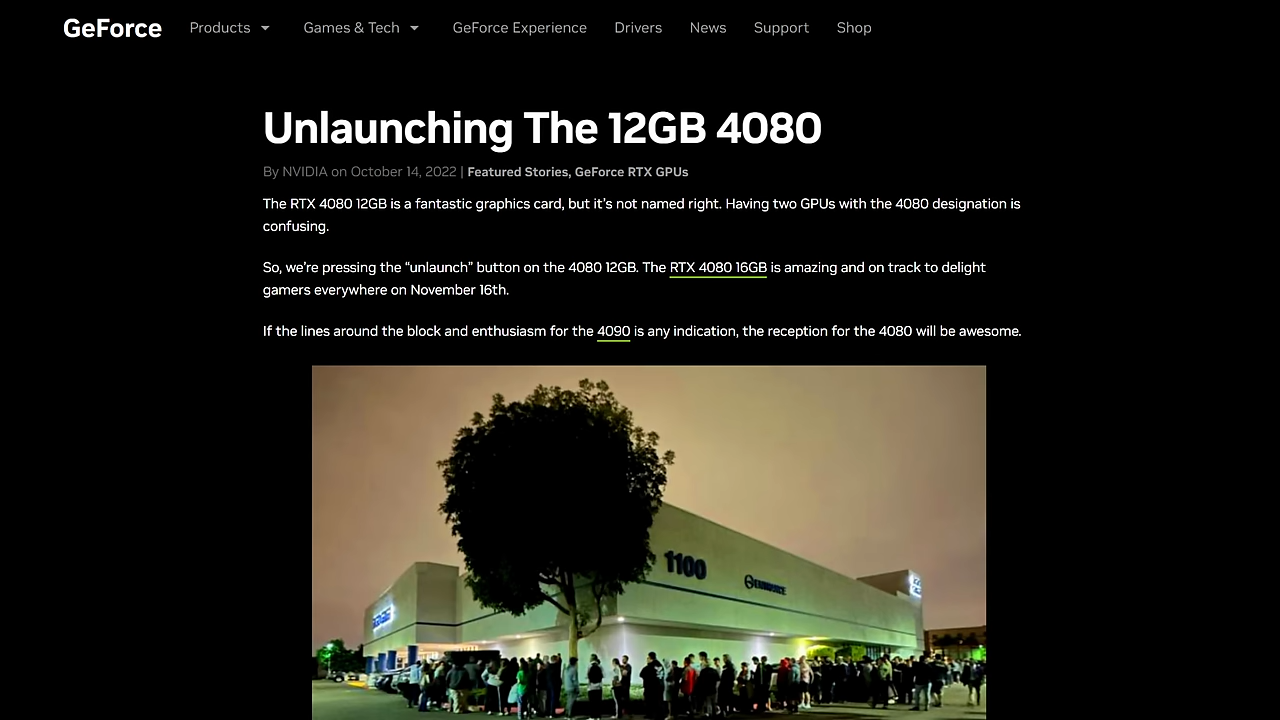 GeForce Products Games & Tech GeForce Experience Drivers News Support Shop
Unlaunching The 12GB 4080
By NVIDIA on October 14, 2022 | Featured Stories, GeForce RTX GPUs
The RTX 4080 12GB is a fantastic graphics card, but it’s not named right. Having two GPUs with the 4080 designation is
confusing.
So, we’re pressing the “unlaunch” button on the 4080 12GB. The RTX 4080 16GB is amazing and on track to delight
gamers everywhere on November 16th.
If the lines around the block and enthusiasm for the 4090 is any indication, the reception for the 4080 will be awesome.
1100